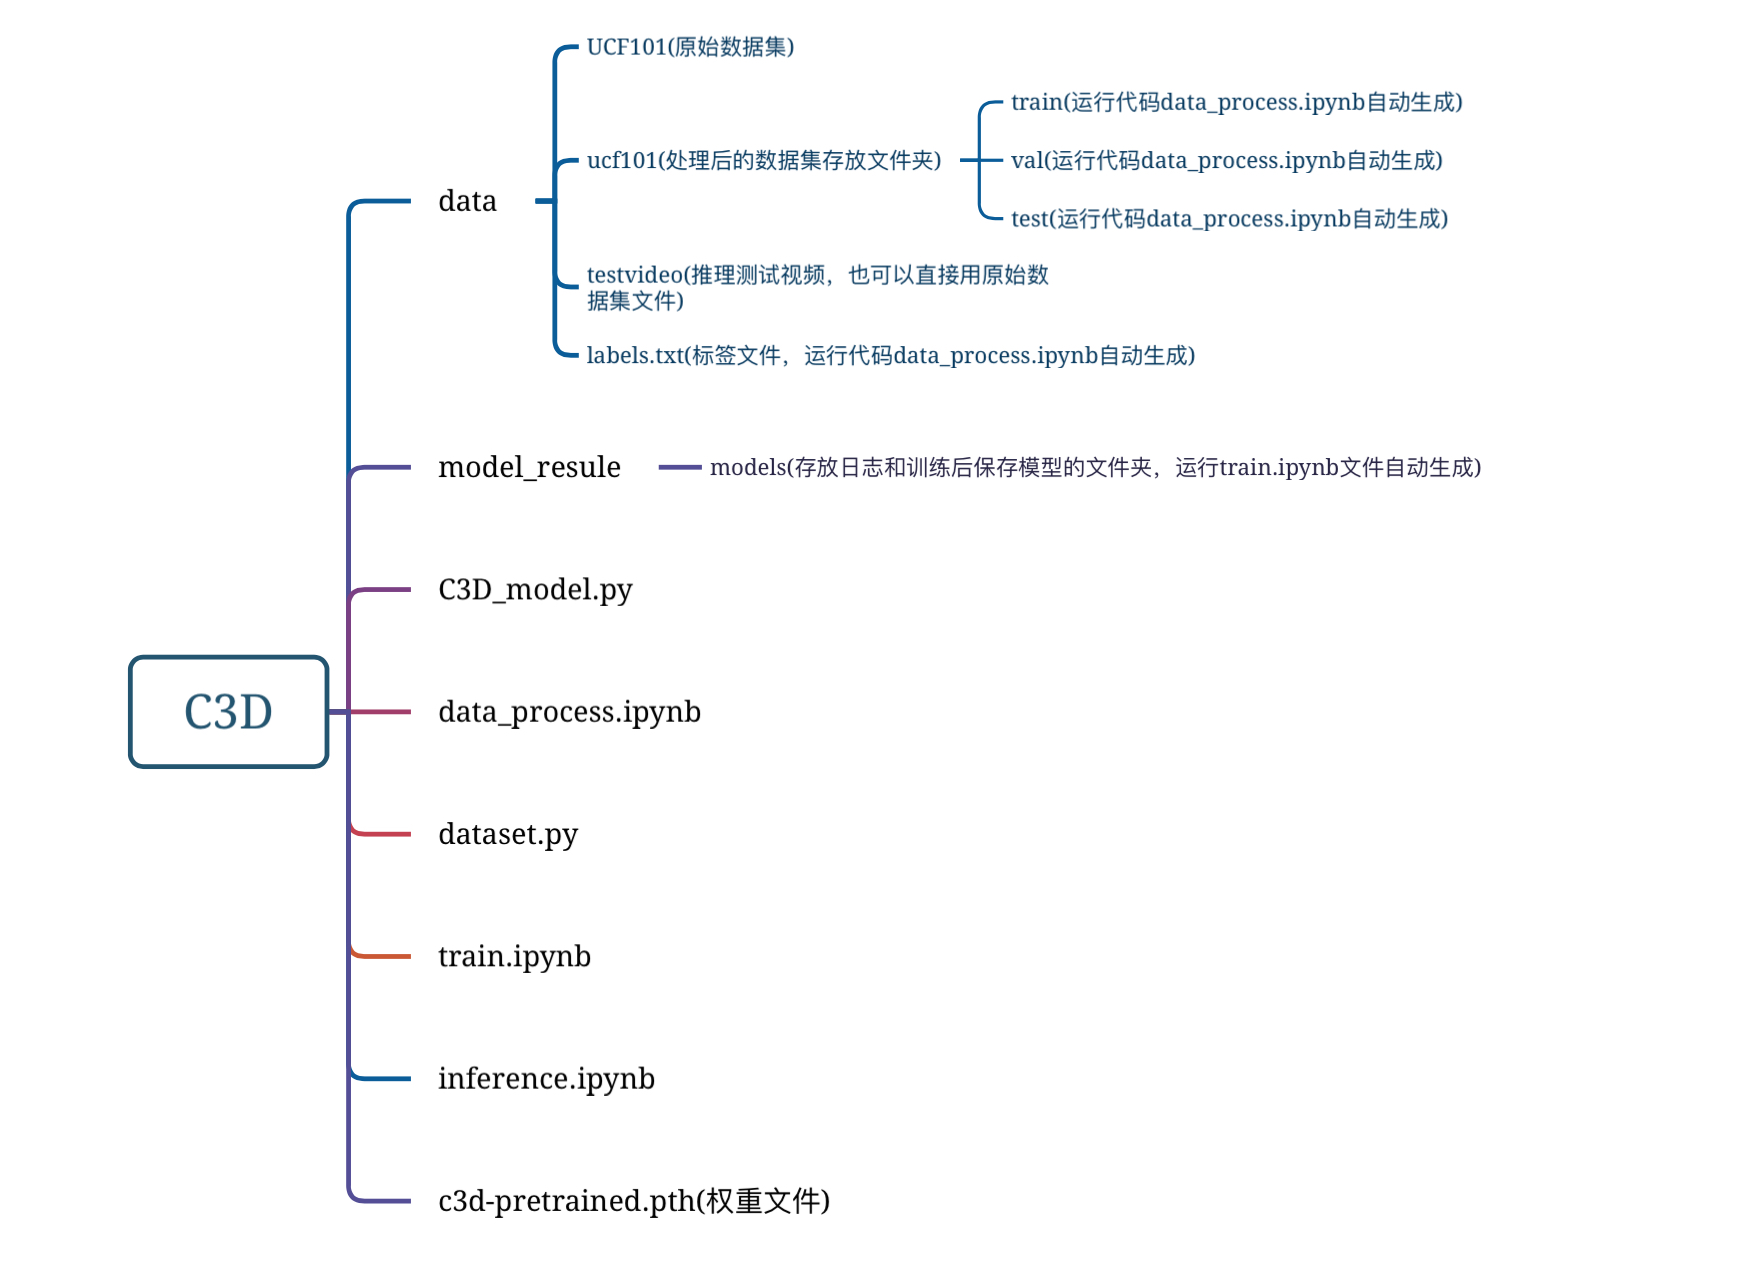 UCF101(原始数据集)
train(运行代码data_process.ipynb自动生成)
ucf101(处理后的数据集存放文件夹)
val(运行代码data_process.ipynb自动生成)
data
test(运行代码data_process.ipynb自动生成)
testvideo(推理测试视频，也可以直接用原始数
据集文件)
labels.txt(标签文件，运行代码data_process.ipynb自动生成)
model_resule
models(存放日志和训练后保存模型的文件夹，运行train.ipynb文件自动生成)
C3D_model.py
C3D
data_process.ipynb
dataset.py
train.ipynb
inference.ipynb
c3d-pretrained.pth(权重文件)